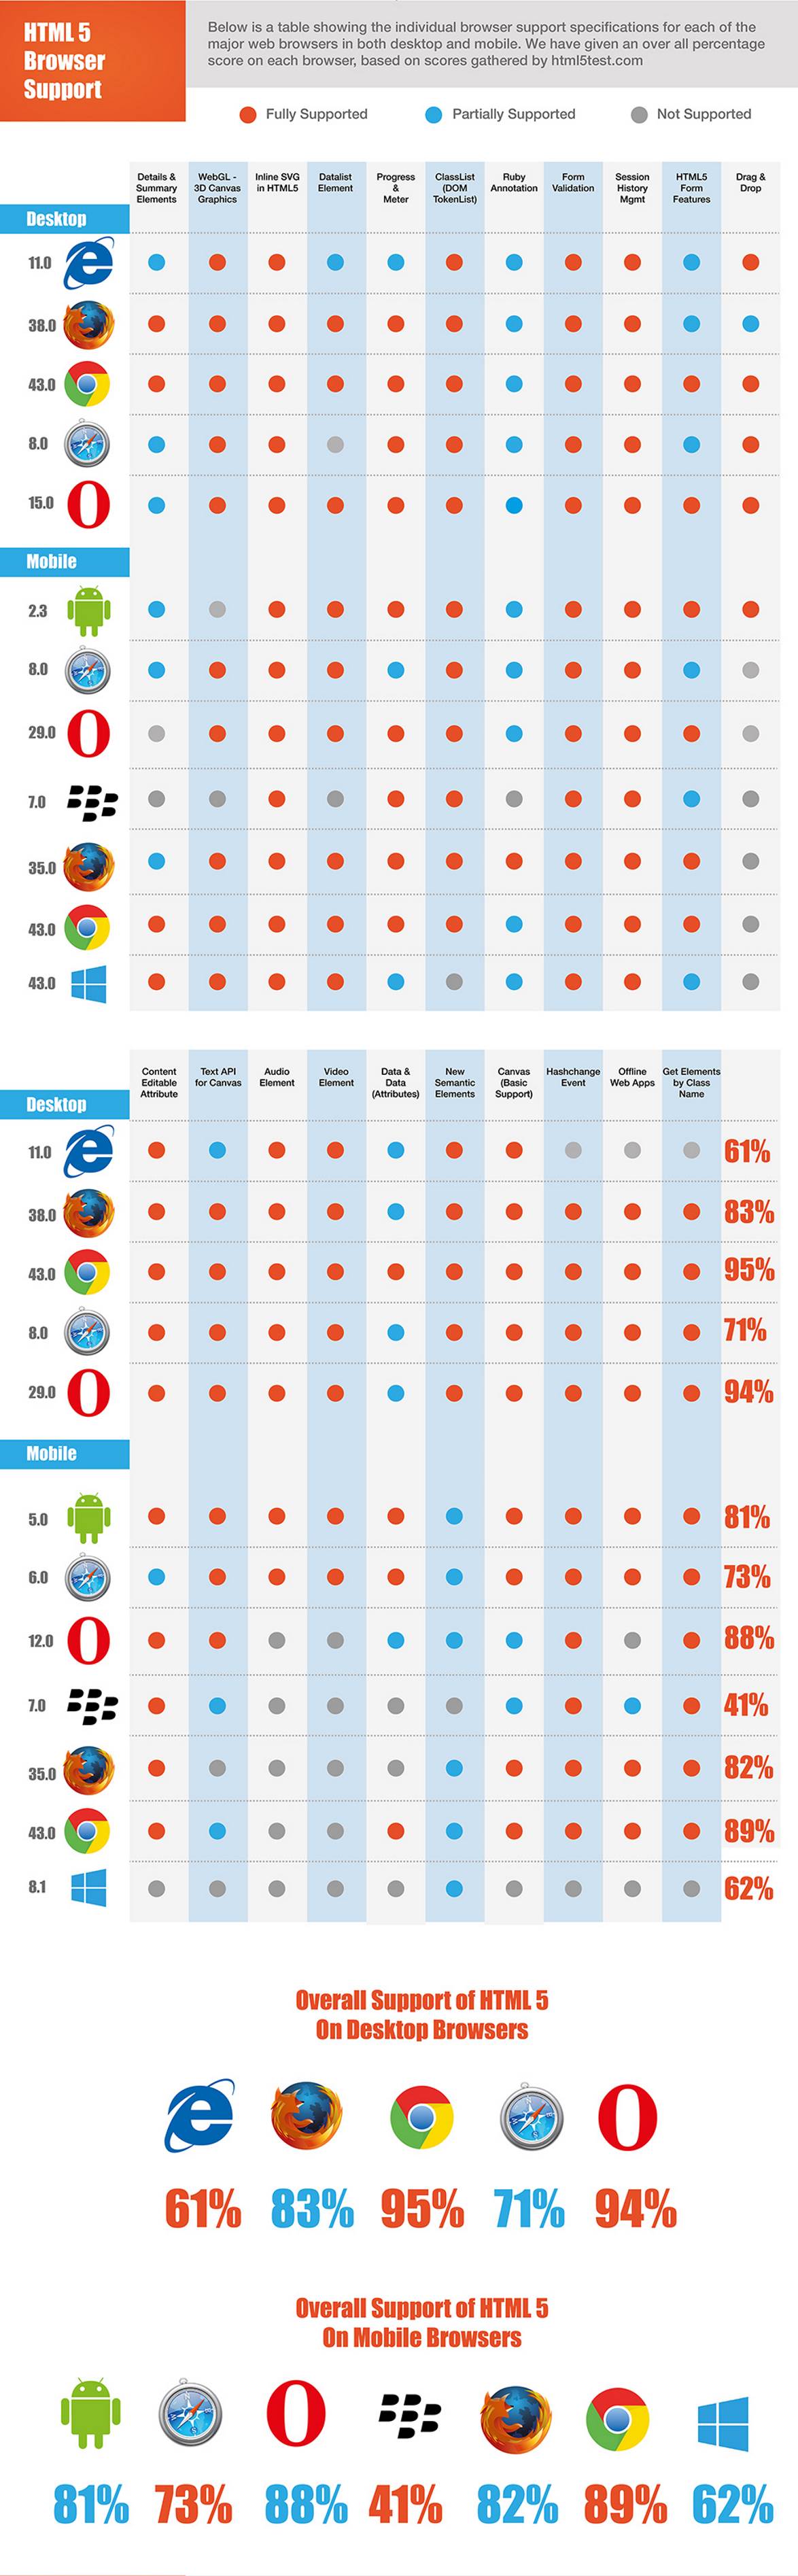 HTML 5
Browser
Support
Below is a table showing the individual browser support specifications for each of the
major web browsers in both desktop and mobile. We have given an over all percentage
score on each browser, based on scores gathered by html5test.com
Fully Supported
Partially Supported
Not Supported
Details &
Summary
Elements
WebGL -
3D Canvas
Graphics
Inline SVG
in HTML5
Datalist
Element
Progress
&
Meter
ClassList
(DOM
TokenList)
Ruby
Annotation
Form
Validation
Session
History
Mgmt
HTML5
Form
Features
Drag &
Drop
Desktop
11.0
38.0
43.0
8.0
15.0
Mobile
2.3
8.0
29.0
7.0
35.0
43.0
43.0
Content
Editable
Attribute
Text API
for Canvas
Audio
Element
Video
Element
Data &
Data
(Attributes)
New
Semantic
Elements
Canvas
(Basic
Support)
Hashchange
Event
Offline
Web Apps
Get Elements
by Class
Name
Desktop
11.0 61%
38.0 83%
43.0 95%
8.0 71%
29.0 94%
Mobile
5.0 81%
6.0 73%
12.0 88%
7.0 41%
35.0 82%
43.0 89%
8.1 62%
Overall Support of HTML 5
On Desktop Browsers
61% 83% 95% 71% 94%
Overall Support of HTML 5
On Mobile Browsers
81% 73% 88% 41% 82% 89% 62%